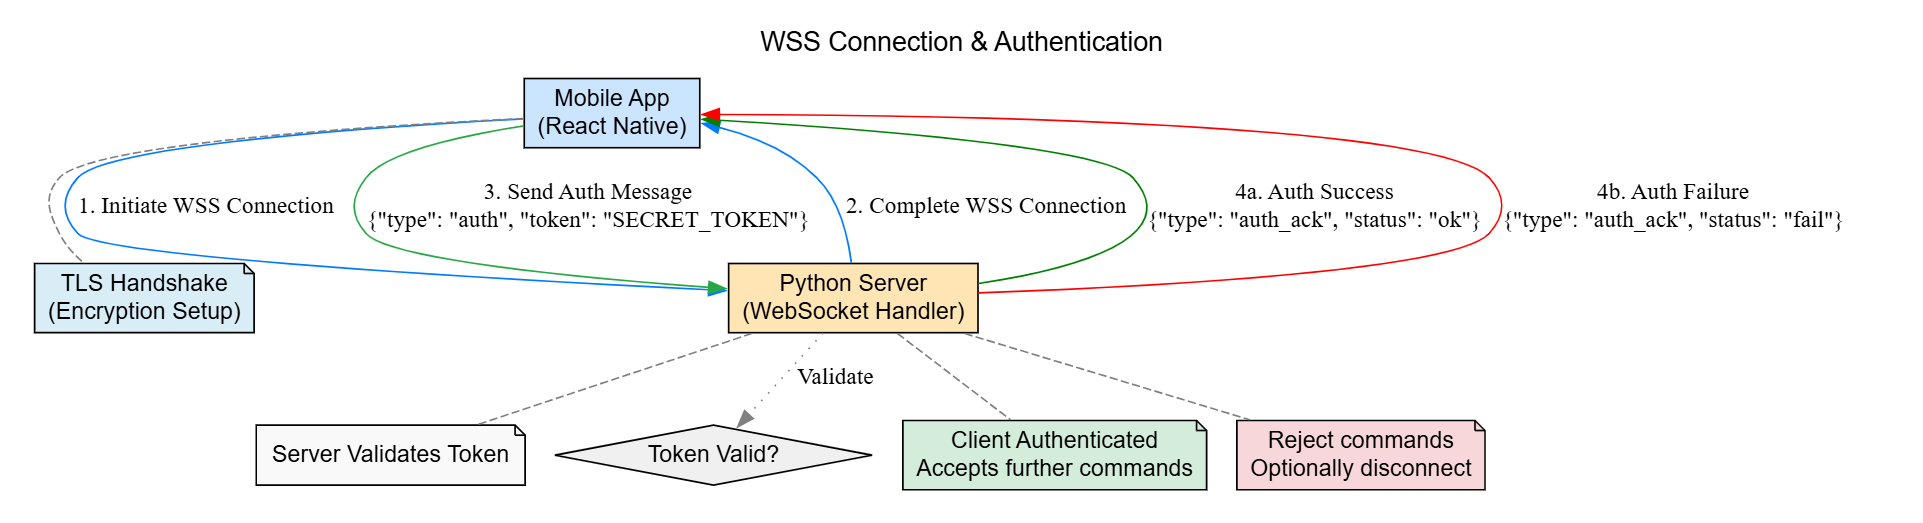 WSS Connection & Authentication
Mobile App
(React Native)
1. Initiate WSS Connection
3. Send Auth Message
{"type": "auth", "token": "SECRET_TOKEN"}
2. Complete WSS Connection
4a. Auth Success
{"type": "auth_ack", "status": "ok"}
4b. Auth Failure
{"type": "auth_ack", "status": "fail"}
TLS Handshake
(Encryption Setup)
Python Server
(WebSocket Handler)
Validate
Server Validates Token
Token Valid?
Client Authenticated
Accepts further commands
Reject commands
Optionally disconnect